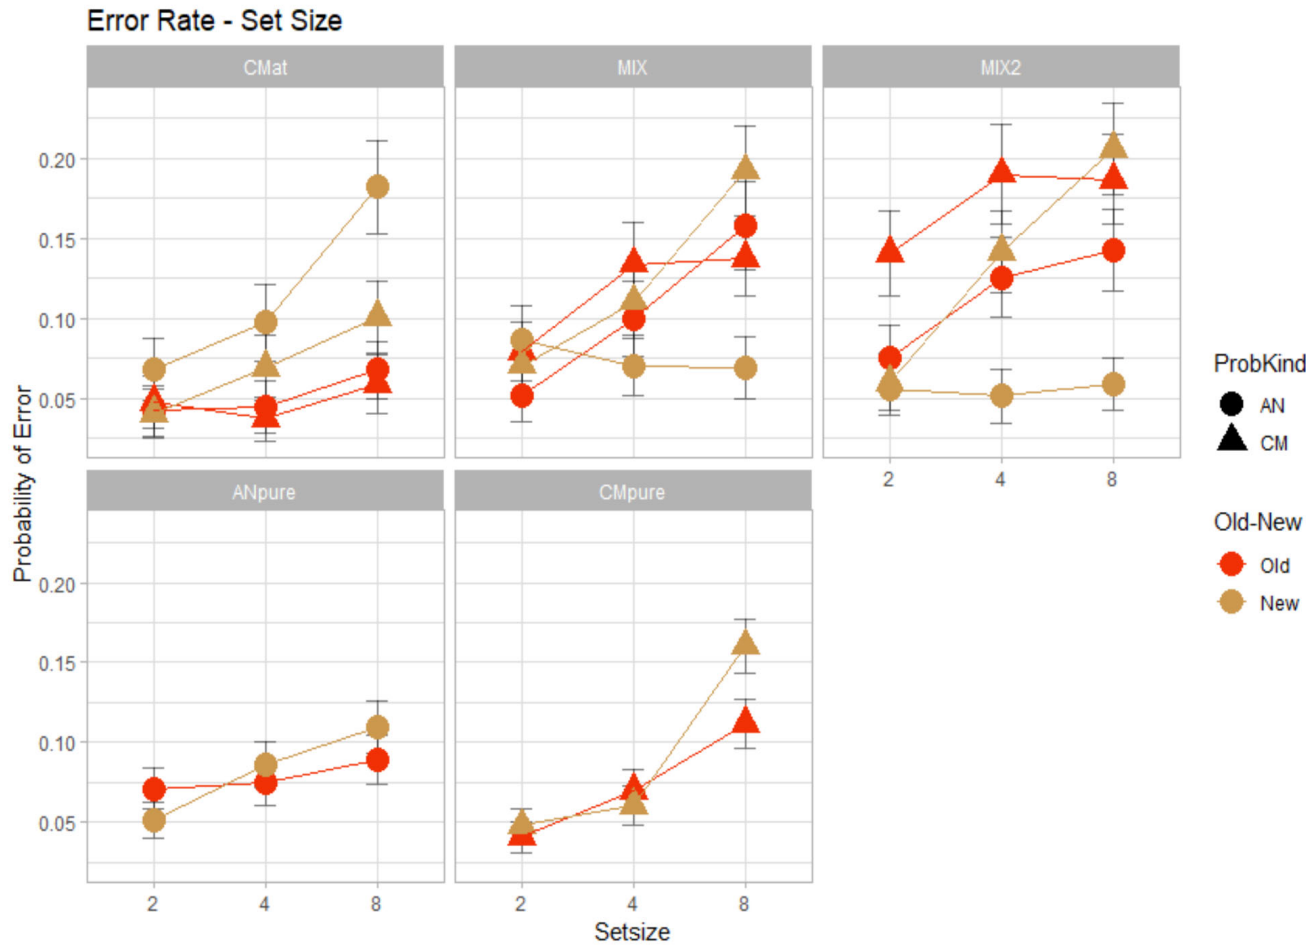 Error Rate - Set Size
CMat
MIX
MIX2
0.20
0.15
0.10
0.05
2
4
8
ANpure
CMpure
0.20
0.15
0.10
0.05
2
4
8
2
4
8
Setsize
Probability of Error
ProbKind
AN
CM
Old-New
Old
New